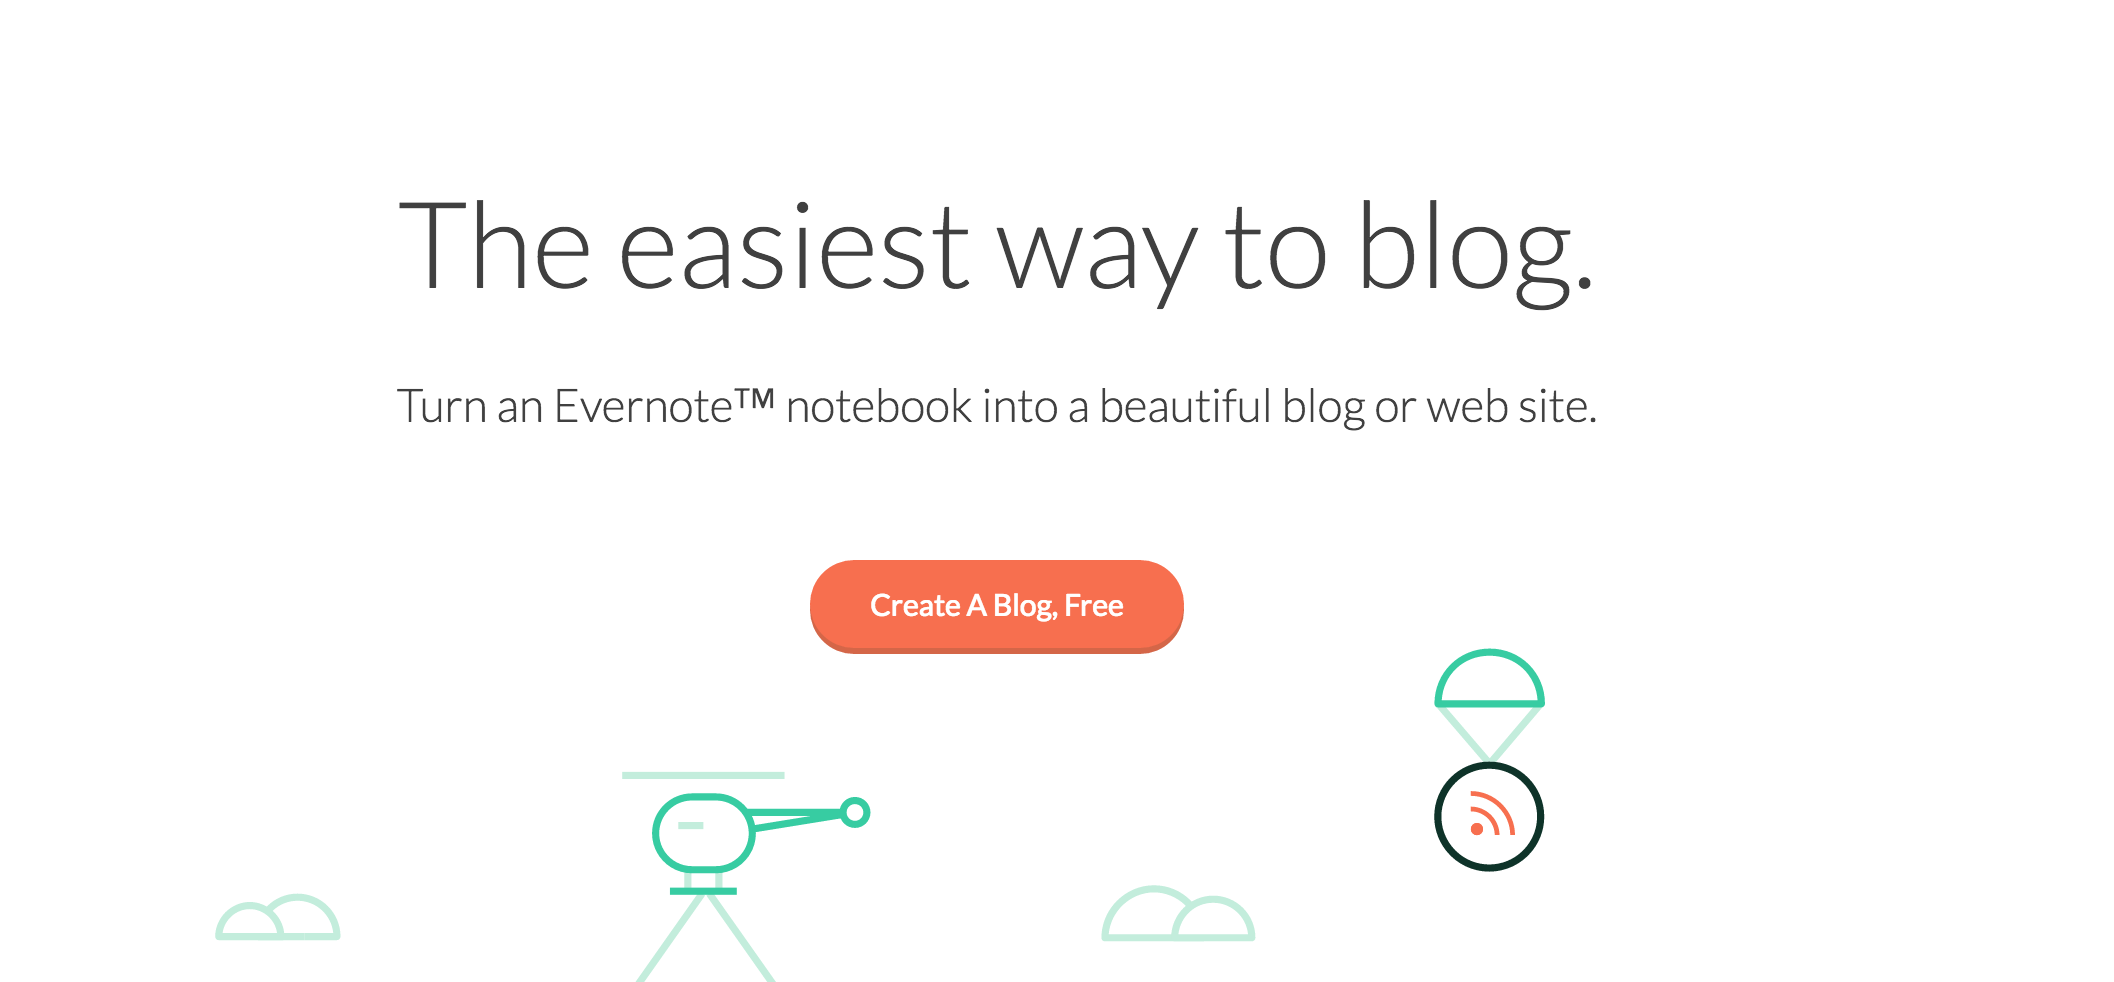 The easiest way to blog.
Turn an Evernote™ notebook into a beautiful blog or web site.
Create A Blog, Free